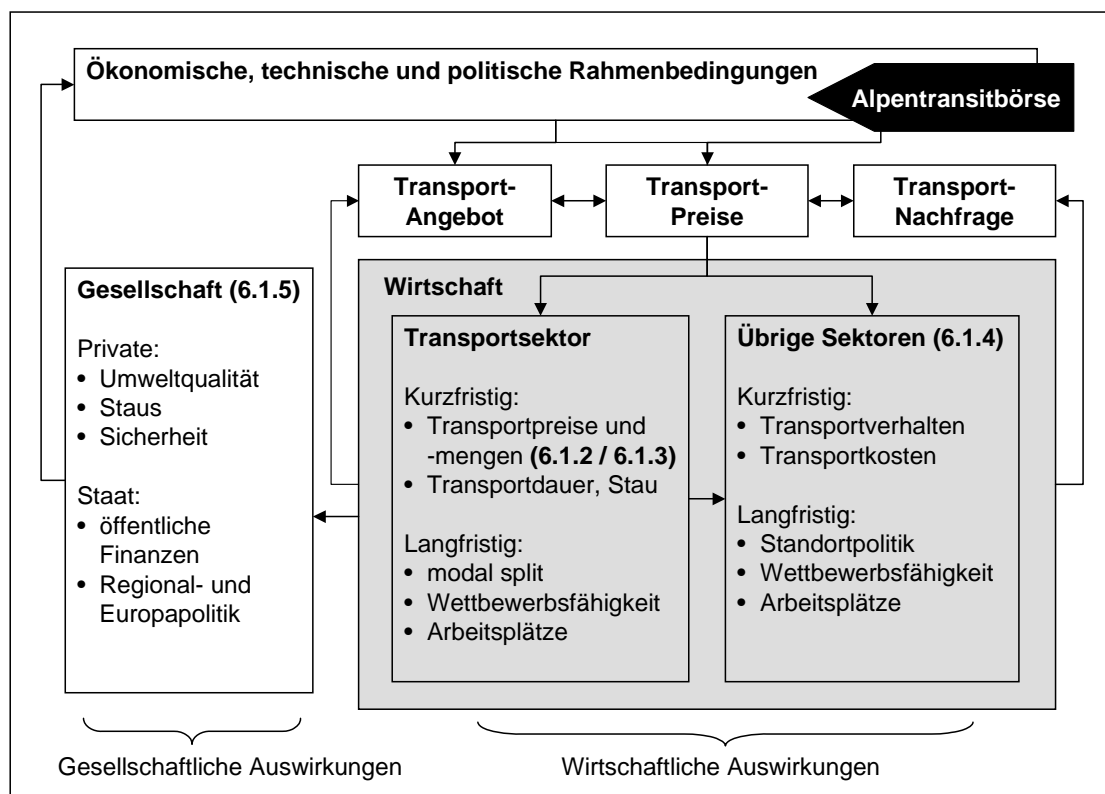 Ökonomische, technische und politische Rahmenbedingungen
Alpentransitbörse
Transport-
Angebot
Transport-
Preise
Transport-
Nachfrage
Gesellschaft (6.1.5)
Private:
• Umweltqualität
• Staus
• Sicherheit
Staat:
• öffentliche
Finanzen
• Regional- und
Europapolitik
Wirtschaft
Transportsektor
Kurzfristig:
• Transportpreise und
-mengen (6.1.2 / 6.1.3)
• Transportdauer, Stau
Langfristig:
• modal split
• Wettbewerbsfähigkeit
• Arbeitsplätze
Übrige Sektoren (6.1.4)
Kurzfristig:
• Transportverhalten
• Transportkosten
Langfristig:
• Standortpolitik
• Wettbewerbsfähigkeit
• Arbeitsplätze
Gesellschaftliche Auswirkungen
Wirtschaftliche Auswirkungen